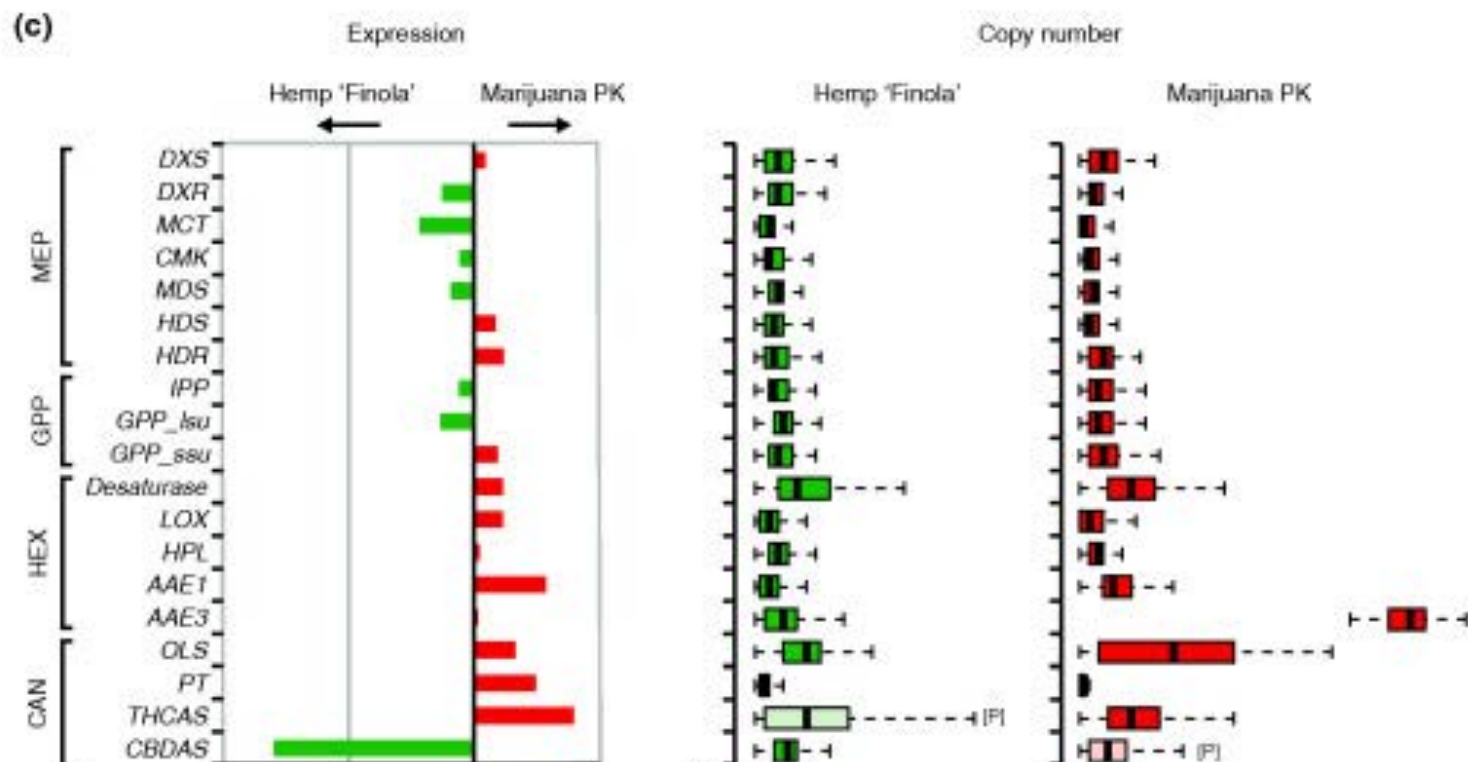 (c)
Expression Copy number
Hemp 'Finola' Marijuana PK Hemp 'Finola' Marijuana PK
MEP
DXS
DXR
MCT
CMK
MDS
HDS
HDR
GPP
IPP
GPP_lsu
GPP_ssu
HEX
Desaturase
LOX
HPL
AAE1
AAE3
CAN
OLS
PT
THCAS [P]
CBDAS [P]